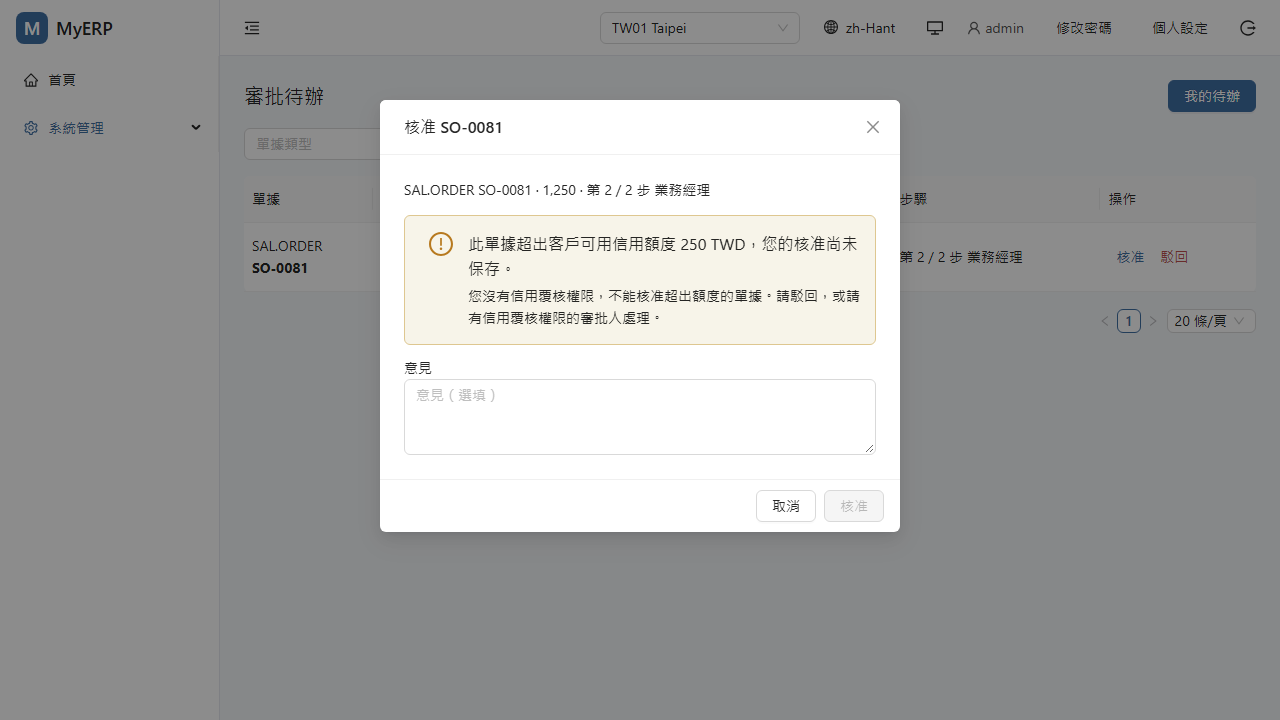 M MyERP
TW01 Taipei
zh-Hant
admin
修改密碼
個人設定
首頁
系統管理
審批待辦
我的待辦
單據類型
單據
步驟
操作
SAL.ORDER
SO-0081
第 2 / 2 步 業務經理
核准
駁回
1
20 條/頁
核准 SO-0081
SAL.ORDER SO-0081 · 1,250 · 第 2 / 2 步 業務經理
此單據超出客戶可用信用額度 250 TWD，您的核准尚未
保存。
您沒有信用覆核權限，不能核准超出額度的單據。請駁回，或請
有信用覆核權限的審批人處理。
意見
意見（選填）
取消
核准